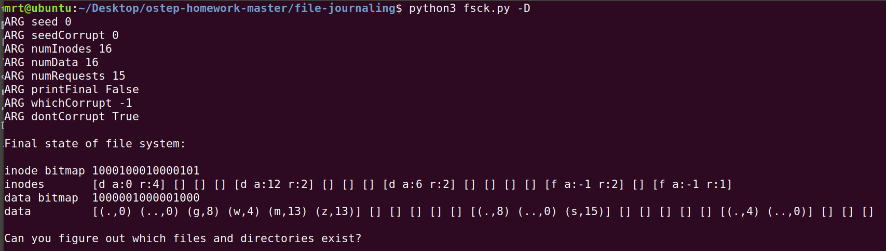 mrt@ubuntu:~/Desktop/ostep-homework-master/file-journaling$ python3 fsck.py -D
ARG seed 0
ARG seedCorrupt 0
ARG numInodes 16
ARG numData 16
ARG numRequests 15
ARG printFinal False
ARG whichCorrupt -1
ARG dontCorrupt True
Final state of file system:
inode bitmap 1000100010000101
inodes [d a:0 r:4] [] [] [] [d a:12 r:2] [] [] [] [d a:6 r:2] [] [] [] [] [f a:-1 r:2] [] [f a:-1 r:1]
data bitmap 1000001000001000
data [(.,0) (..,0) (g,8) (w,4) (m,13) (z,13)] [] [] [] [] [] [(.,8) (..,0) (s,15)] [] [] [] [] [] [(.,4) (..,0)] [] [] []
Can you figure out which files and directories exist?